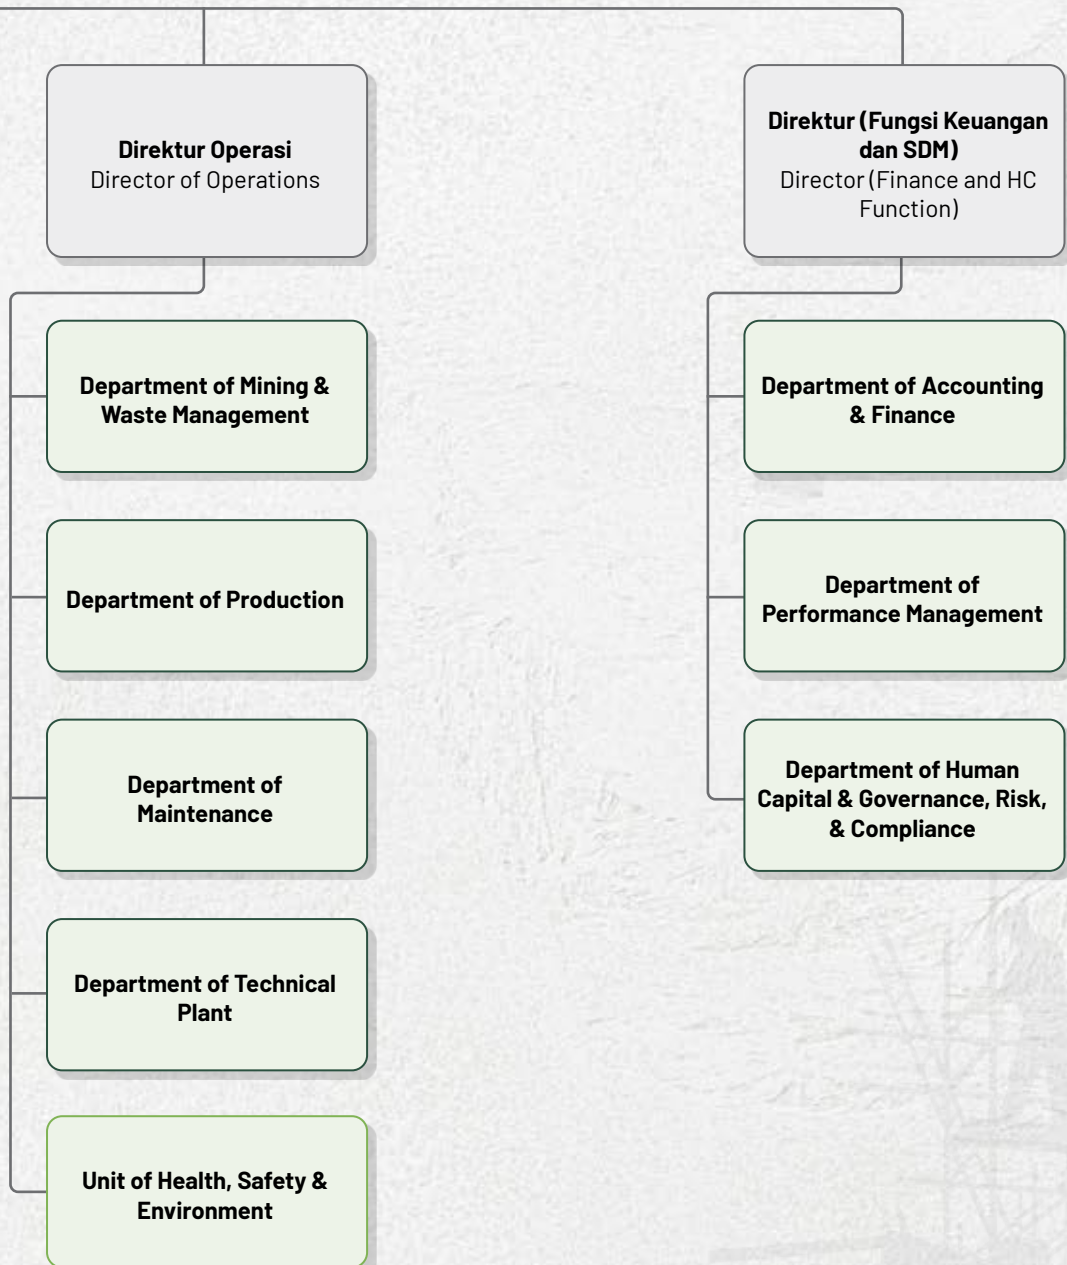 Direktur Operasi
Director of Operations
Department of Mining &
Waste Management
Department of Production
Department of
Maintenance
Department of Technical
Plant
Unit of Health, Safety &
Environment
Direktur (Fungsi Keuangan
dan SDM)
Director (Finance and HC
Function)
Department of Accounting
& Finance
Department of
Performance Management
Department of Human
Capital & Governance, Risk,
& Compliance